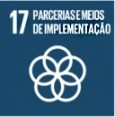 17 PARCERIAS E MEIOS
DE IMPLEMENTAÇÃO